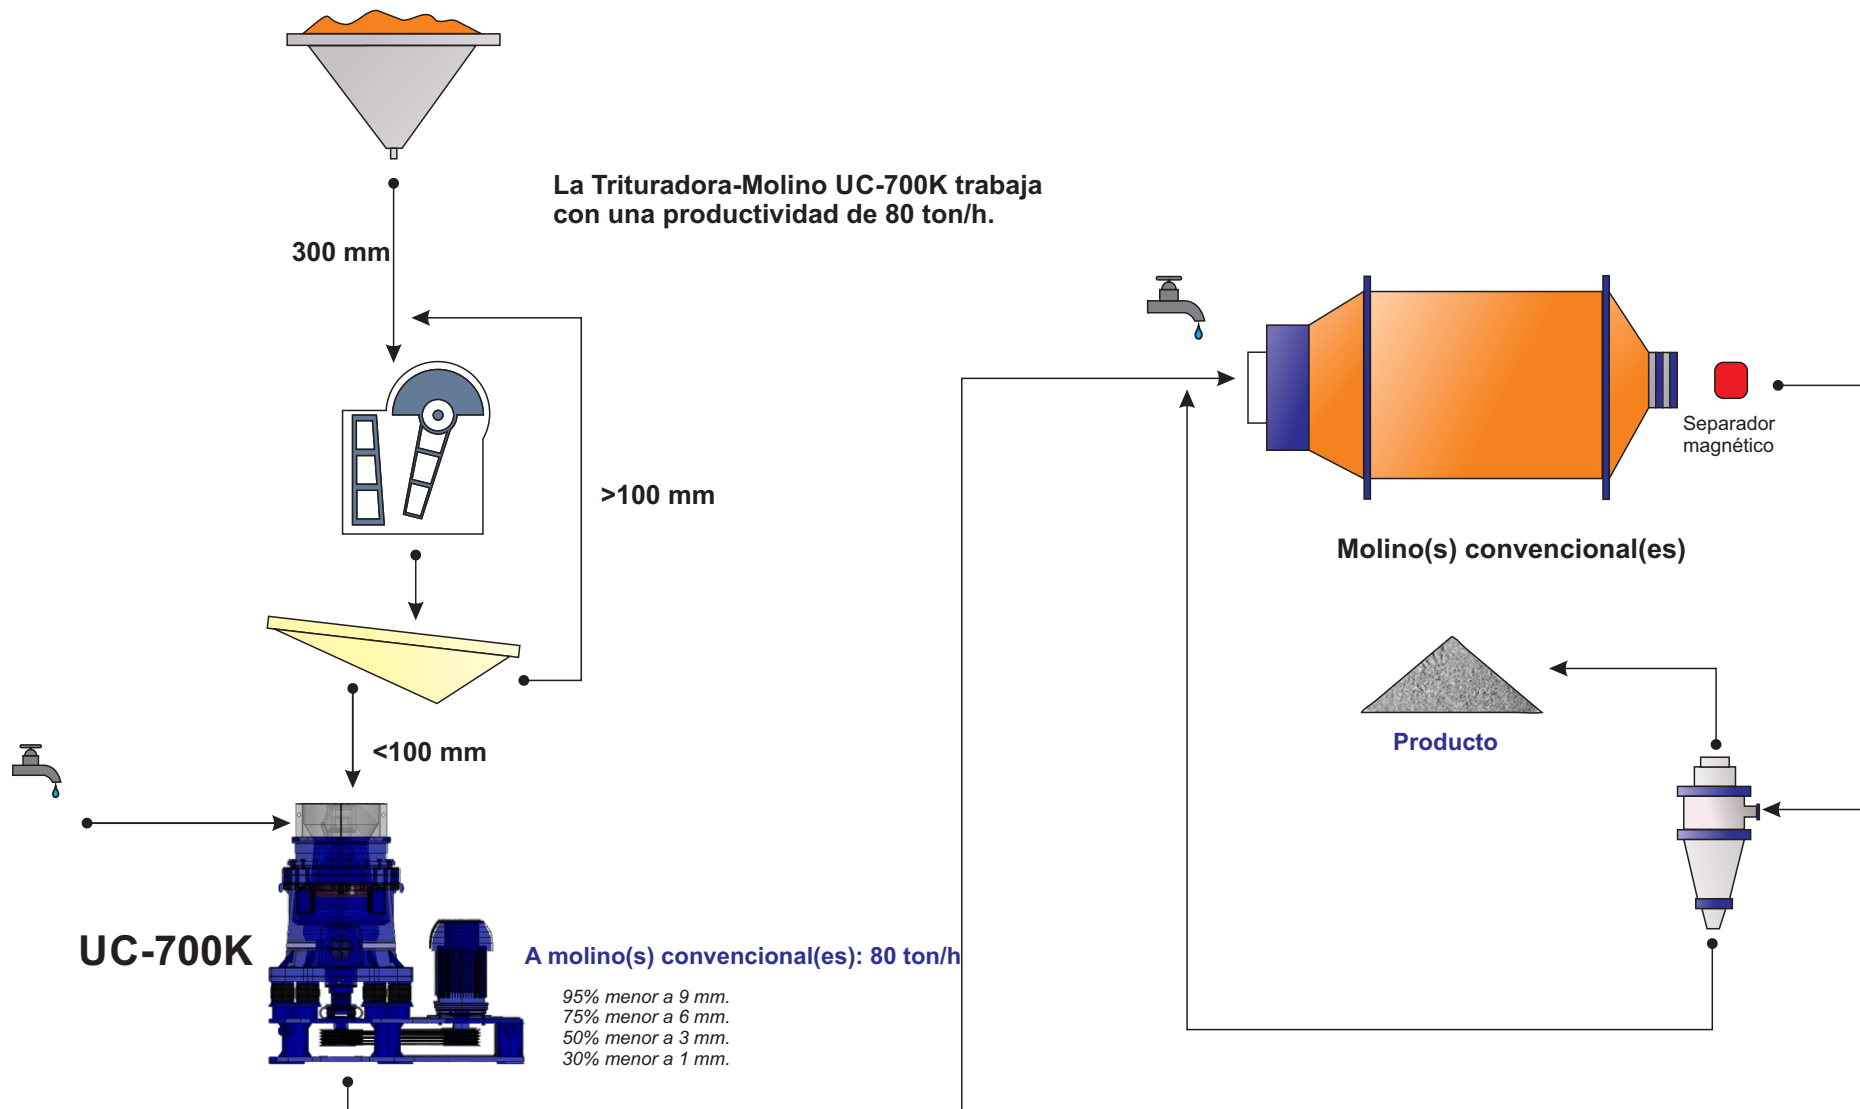 La Trituradora-Molino UC-700K trabaja
con una productividad de 80 ton/h.
300 mm
>100 mm
<100 mm
UC-700K
A molino(s) convencional(es): 80 ton/h
95% menor a 9 mm.
75% menor a 6 mm.
50% menor a 3 mm.
30% menor a 1 mm.
Separador
magnético
Molino(s) convencional(es)
Producto